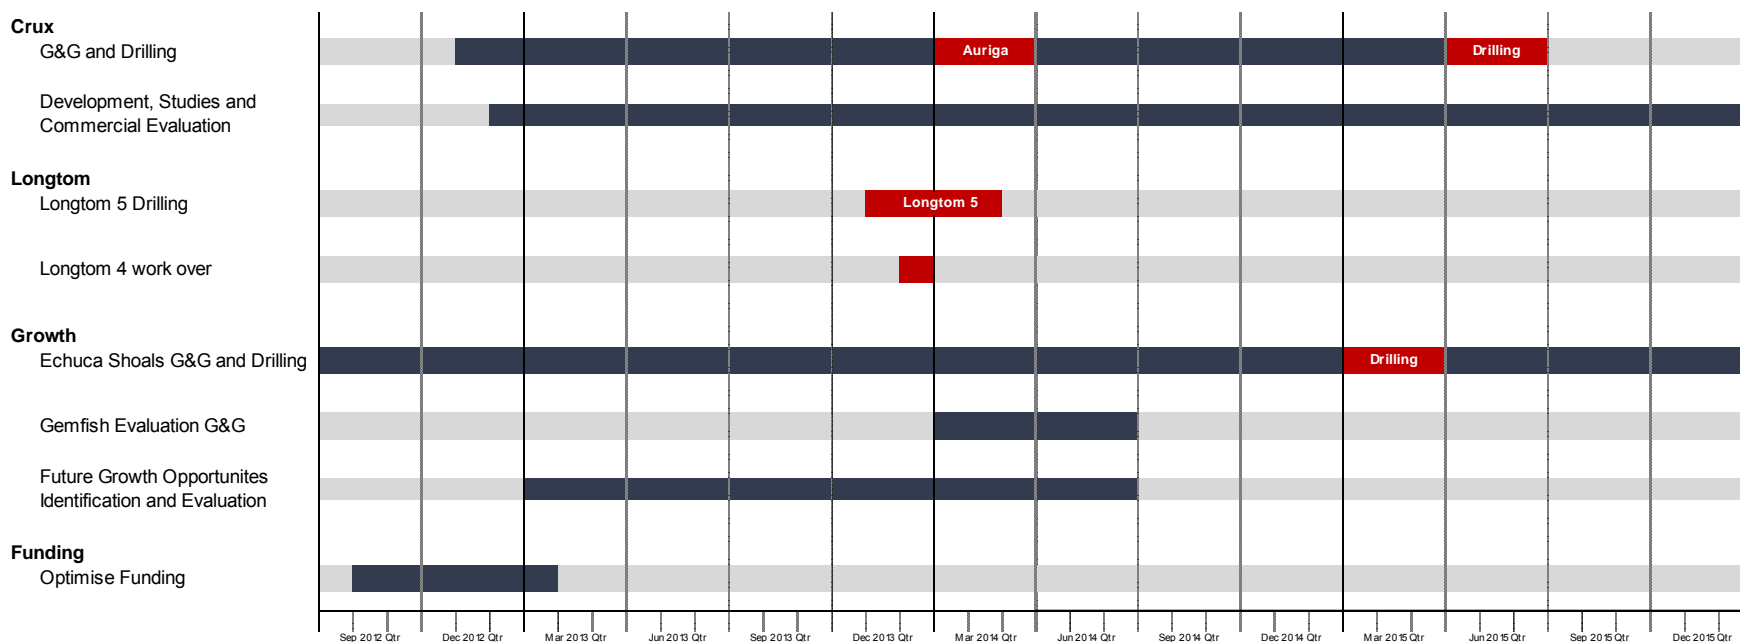 Crux
G&G and Drilling
Auriga
Drilling
Development, Studies and
Commercial Evaluation
Longtom
Longtom 5 Drilling
Longtom 5
Longtom 4 work over
Growth
Echuca Shoals G&G and Drilling
Drilling
Gemfish Evaluation G&G
Future Growth Opportunites
Identification and Evaluation
Funding
Optimise Funding
Sep 2012 Qtr Dec 2012 Qtr Mar 2013 Qtr Jun 2013 Qtr Sep 2013 Qtr Dec 2013 Qtr Mar 2014 Qtr Jun 2014 Qtr Sep 2014 Qtr Dec 2014 Qtr Mar 2015 Qtr Jun 2015 Qtr Sep 2015 Qtr Dec 2015 Qtr